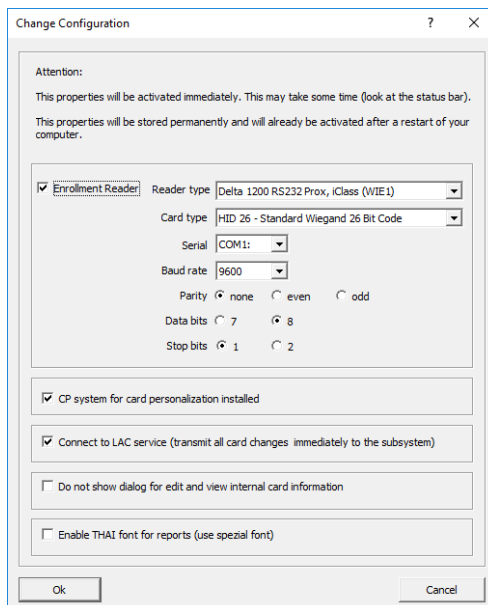 Change Configuration ? ×
Attention:
This properties will be activated immediately. This may take some time (look at the status bar).
This properties will be stored permanently and will already be activated after a restart of your
computer.
Enrollment Reader Reader type Delta 1200 RS232 Prox, iClass (WIE1)
Card type HID 26 - Standard Wiegand 26 Bit Code
Serial COM1:
Baud rate 9600
Parity none even odd
Data bits 7 8
Stop bits 1 2
CP system for card personalization installed
Connect to LAC service (transmit all card changes immediately to the subsystem)
Do not show dialog for edit and view internal card information
Enable THAI font for reports (use spezial font)
Ok Cancel